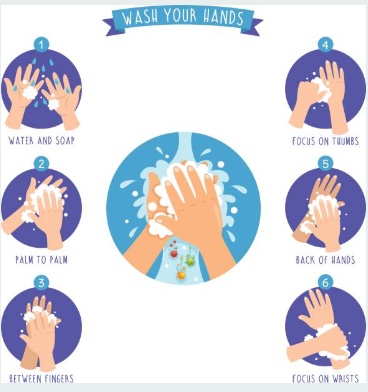 WASH YOUR HANDS
1
WATER AND SOAP
2
PALM TO PALM
3
BETWEEN FINGERS
4
FOCUS ON THUMBS
5
BACK OF HANDS
6
FOCUS ON WRISTS